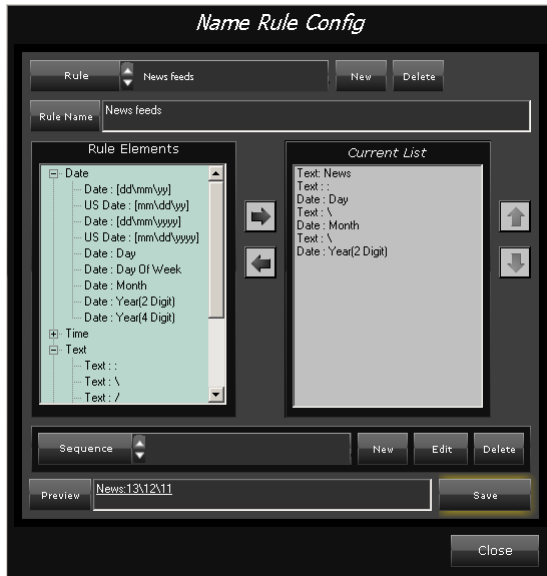 Name Rule Config
Rule
News feeds
New
Delete
Rule Name
News feeds
Rule Elements
Date
Date : [dd\mm\yy]
US Date : [mm\dd\yy]
Date : [dd\mm\yyyy]
US Date : [mm\dd\yyyy]
Date : Day
Date : Day Of Week
Date : Month
Date : Year(2 Digit)
Date : Year(4 Digit)
Time
Text
Text : :
Text : \
Text : /
Current List
Text: News
Text : :
Date : Day
Text : \
Date : Month
Text : \
Date : Year(2 Digit)
Sequence
New
Edit
Delete
Preview
News:13\12\11
Save
Close